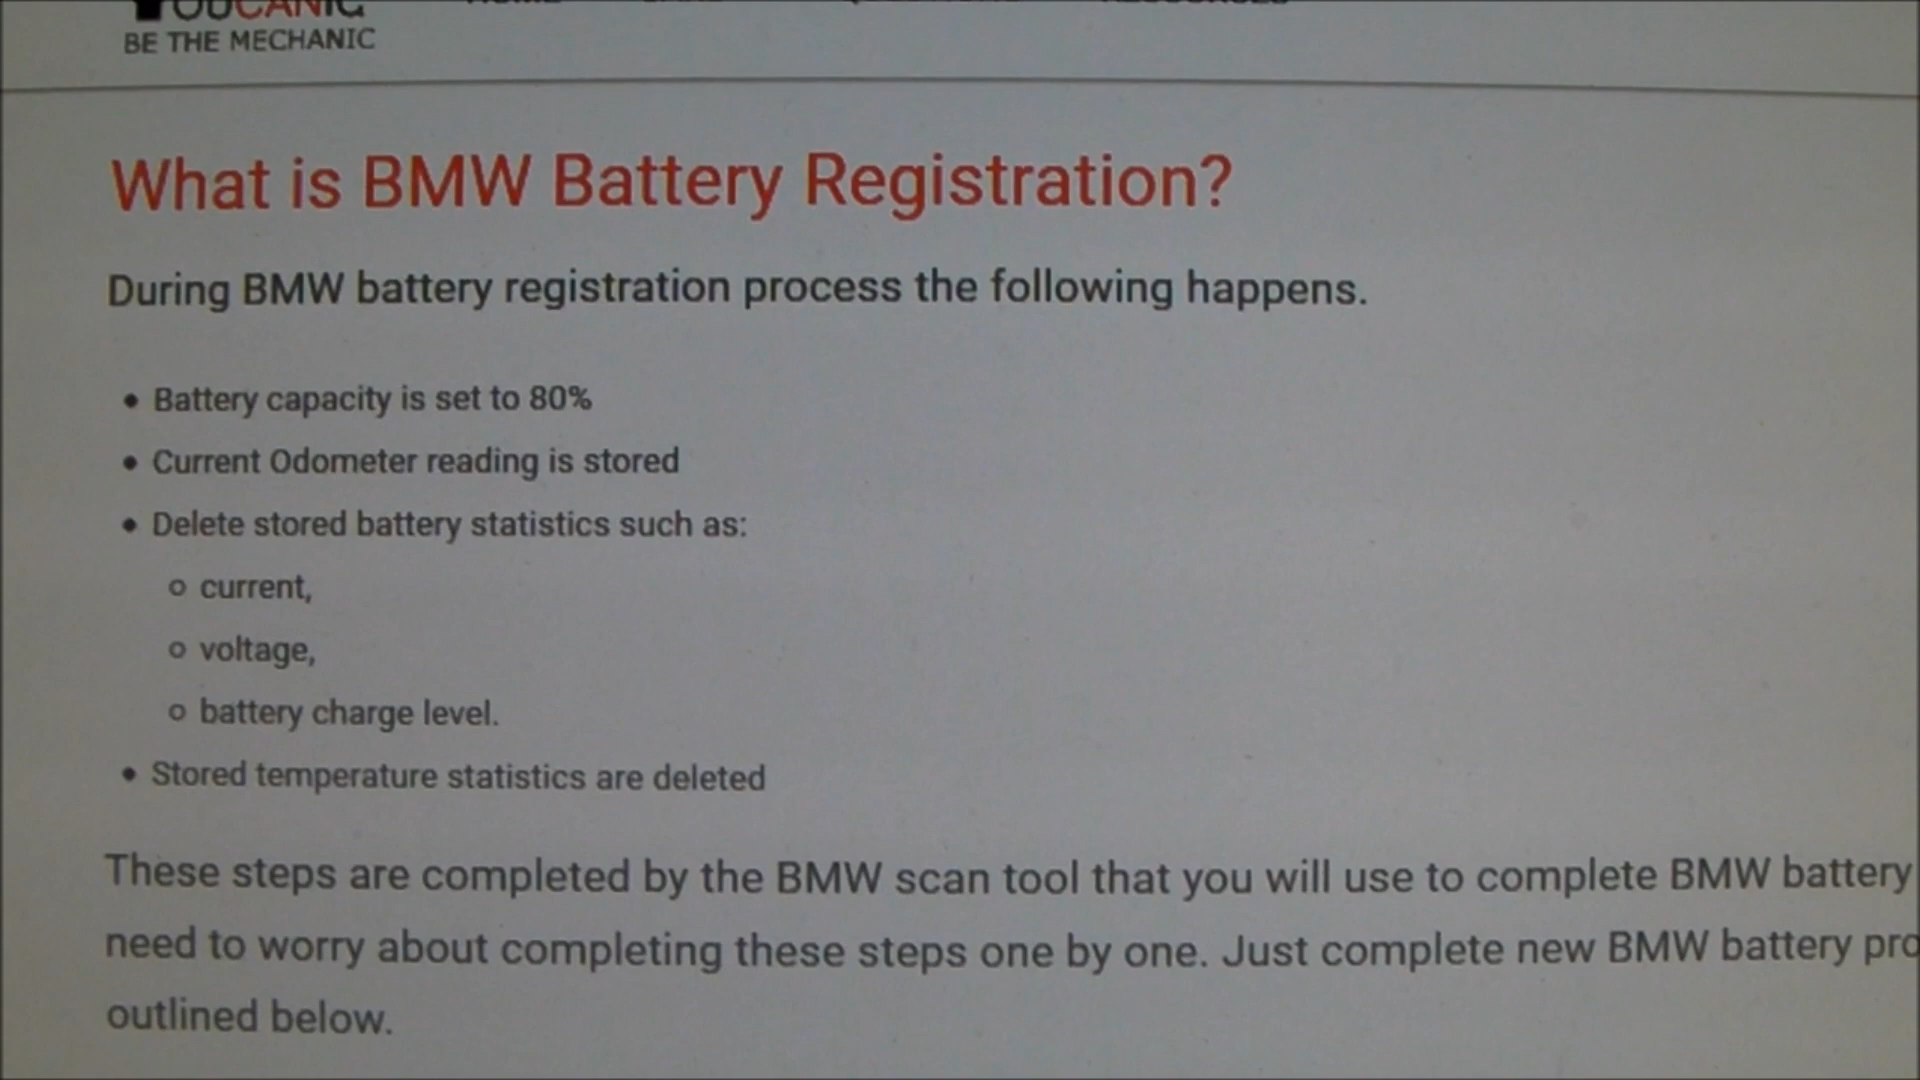 YOUCANIC
BE THE MECHANIC
What is BMW Battery Registration?
During BMW battery registration process the following happens.
• Battery capacity is set to 80%
• Current Odometer reading is stored
• Delete stored battery statistics such as:
o current,
o voltage,
o battery charge level.
• Stored temperature statistics are deleted
These steps are completed by the BMW scan tool that you will use to complete BMW battery
need to worry about completing these steps one by one. Just complete new BMW battery pro
outlined below.